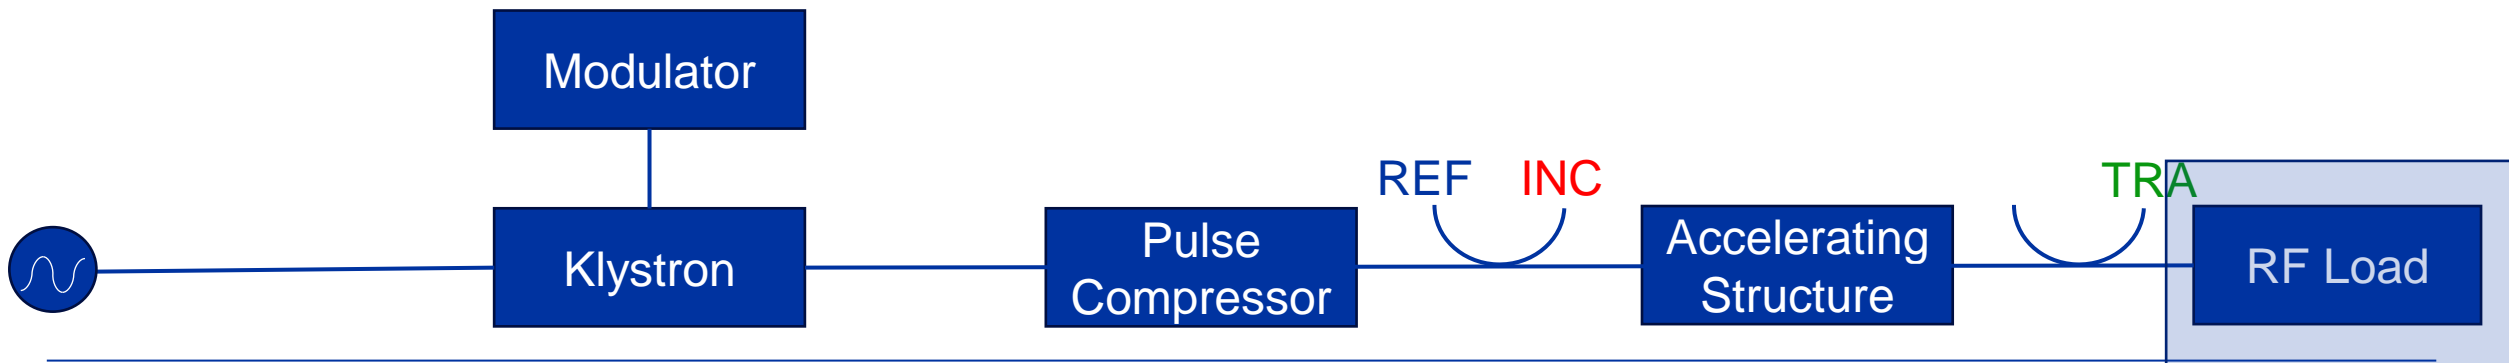 Modulator
REF INC
TRA
Klystron
Pulse
Compressor
Accelerating
Structure
RF Load